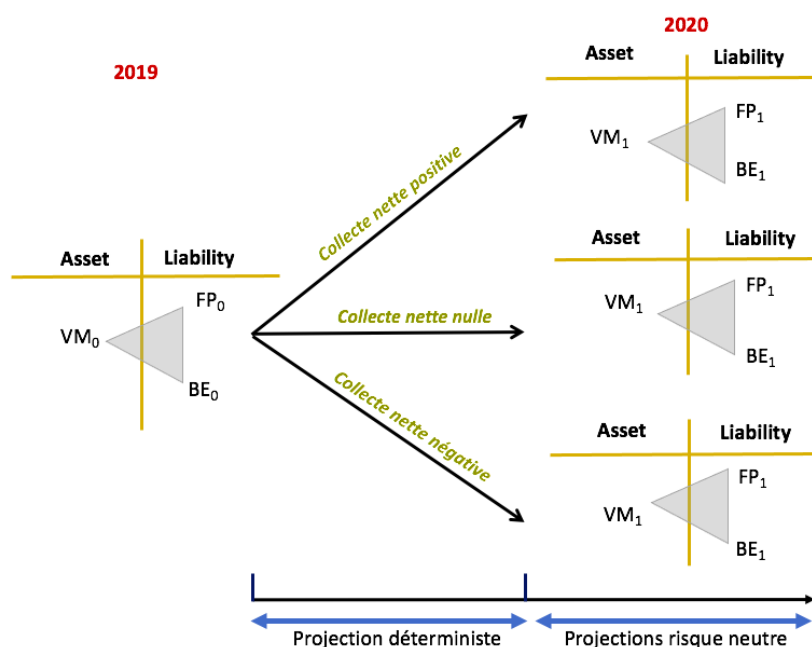 2019
Asset Liability
FP0
VM0
BE0
Collecte nette positive
Collecte nette nulle
Collecte nette négative
2020
Asset Liability
FP1
VM1
BE1
Asset Liability
FP1
VM1
BE1
Asset Liability
FP1
VM1
BE1
Projection déterministe Projections risque neutre